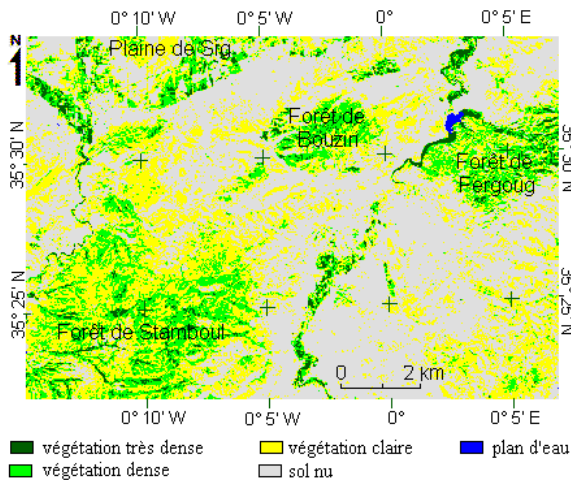 0° 10' W 0° 5' W 0° 0° 5' E
N
Plaine de Sig
Forêt de
Bouziri
35° 30' N
35° 30' N
Forêt de
Fergoug
35° 25' N
35° 25' N
Forêt de Stamboul
0 2 km
0° 10' W 0° 5' W 0° 0° 5' E
végétation très dense végétation claire plan d'eau
végétation dense sol nu